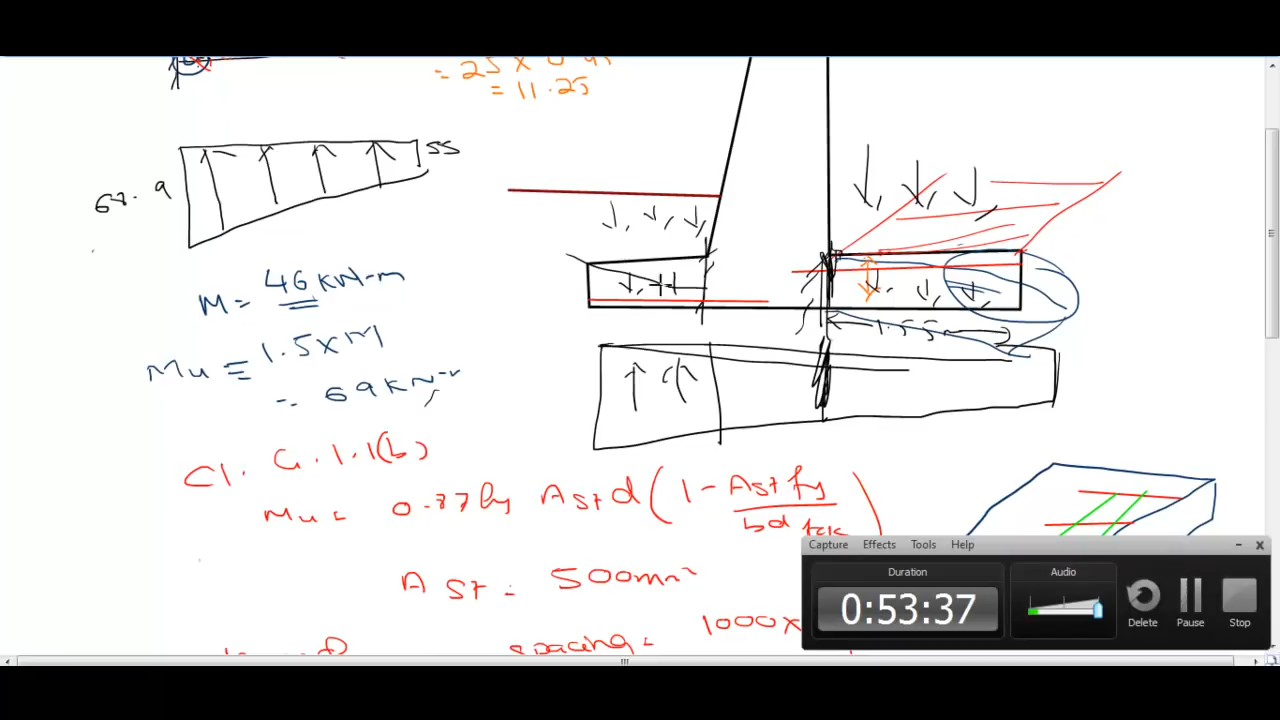 = 25 x 0.45
= 11.25
55
67.9
M = 46 KN-m
1.55m
Mu = 1.5 x M
= 69 KN-m
Cl. G.1.1(b)
Mu = 0.87 fy Ast d ( 1 - Ast fy
bd fck )
Ast = 500mm²
spacing = 1000x
Capture Effects Tools Help
Duration
Audio
0:53:37
Delete
Pause
Stop